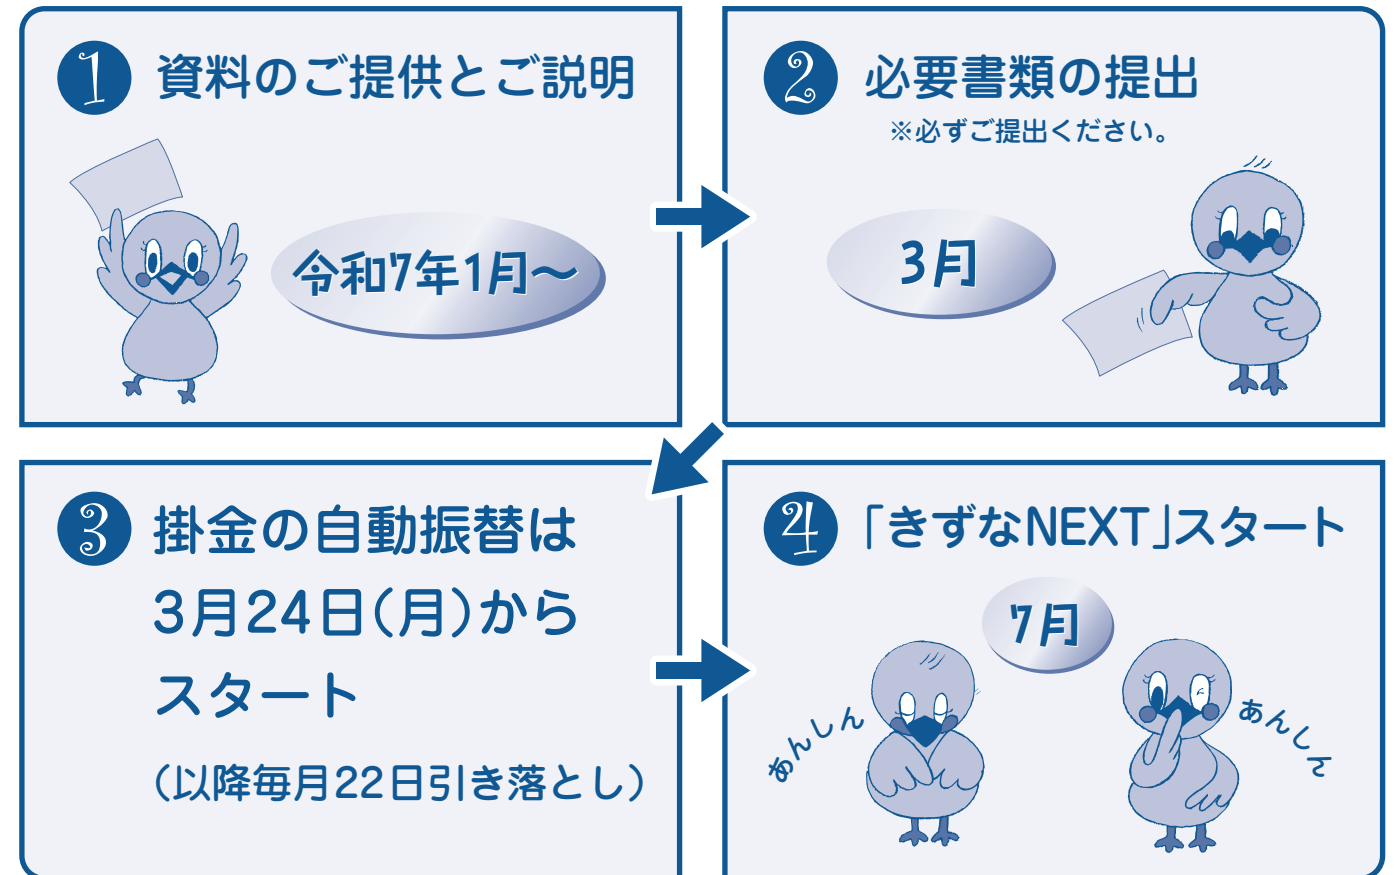 1 資料のご提供とご説明
令和7年1月〜
2 必要書類の提出
※必ずご提出ください。
3月
3 掛金の自動振替は
3月24日(月)から
スタート
(以降毎月22日引き落とし)
4 「きずなNEXT」スタート
7月
あんしん
あんしん